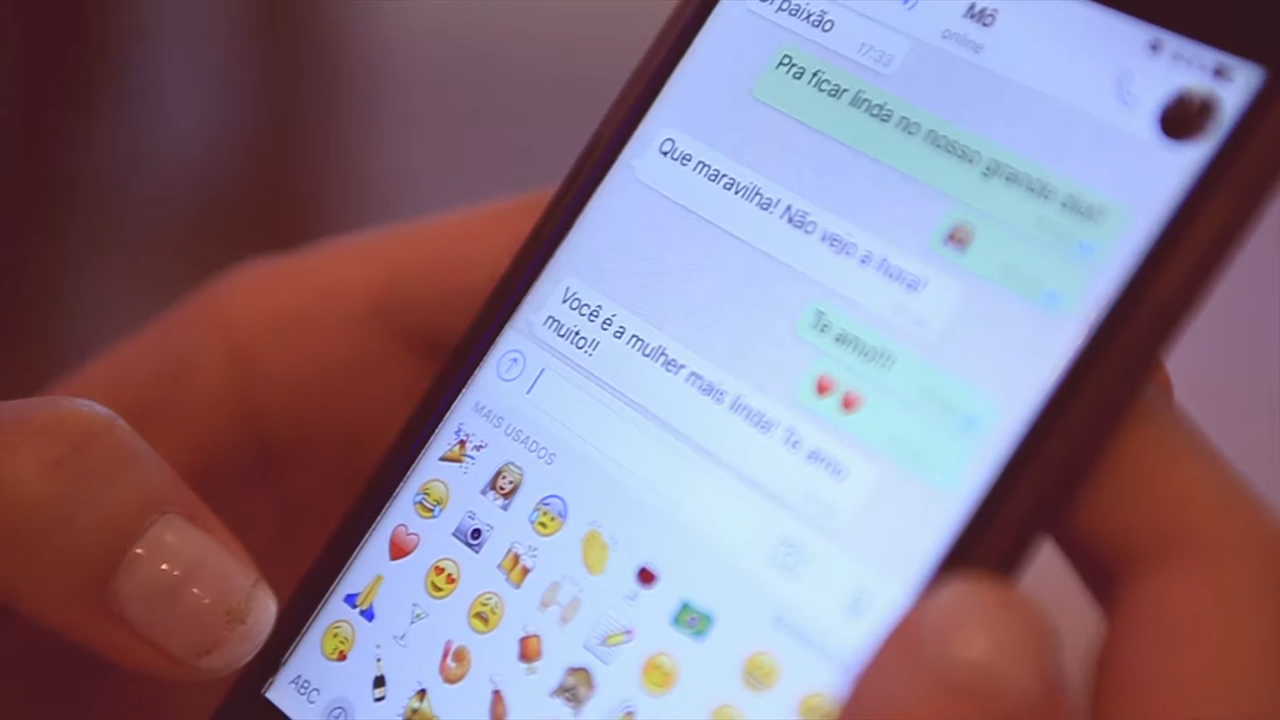 Mô
online
paixão
17:33
Pra ficar linda no nosso grande dia!!
Que maravilha! Não vejo a hora!
Te amo!!!
Você é a mulher mais linda! Te amo
muito!!
MAIS USADOS
ABC